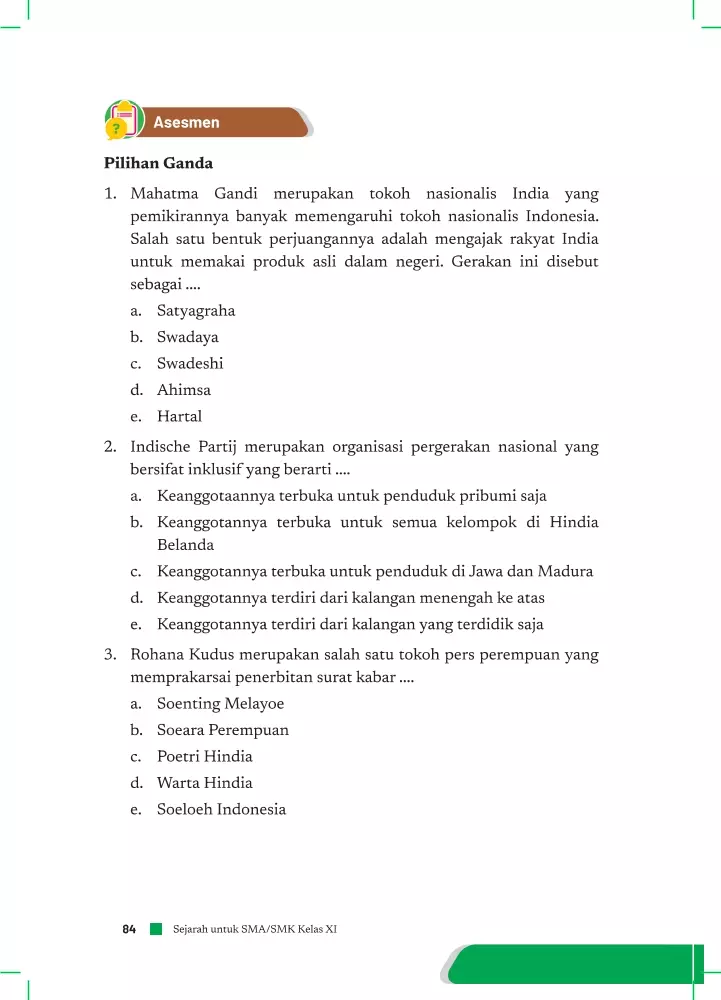 ?
Asesmen
Pilihan Ganda
1. Mahatma Gandi merupakan tokoh nasionalis India yang
pemikirannya banyak memengaruhi tokoh nasionalis Indonesia.
Salah satu bentuk perjuangannya adalah mengajak rakyat India
untuk memakai produk asli dalam negeri. Gerakan ini disebut
sebagai ....
a. Satyagraha
b. Swadaya
c. Swadeshi
d. Ahimsa
e. Hartal
2. Indische Partij merupakan organisasi pergerakan nasional yang
bersifat inklusif yang berarti ....
a. Keanggotaannya terbuka untuk penduduk pribumi saja
b. Keanggotannya terbuka untuk semua kelompok di Hindia
Belanda
c. Keanggotannya terbuka untuk penduduk di Jawa dan Madura
d. Keanggotannya terdiri dari kalangan menengah ke atas
e. Keanggotannya terdiri dari kalangan yang terdidik saja
3. Rohana Kudus merupakan salah satu tokoh pers perempuan yang
memprakarsai penerbitan surat kabar ....
a. Soenting Melayoe
b. Soeara Perempuan
c. Poetri Hindia
d. Warta Hindia
e. Soeloeh Indonesia
84 Sejarah untuk SMA/SMK Kelas XI